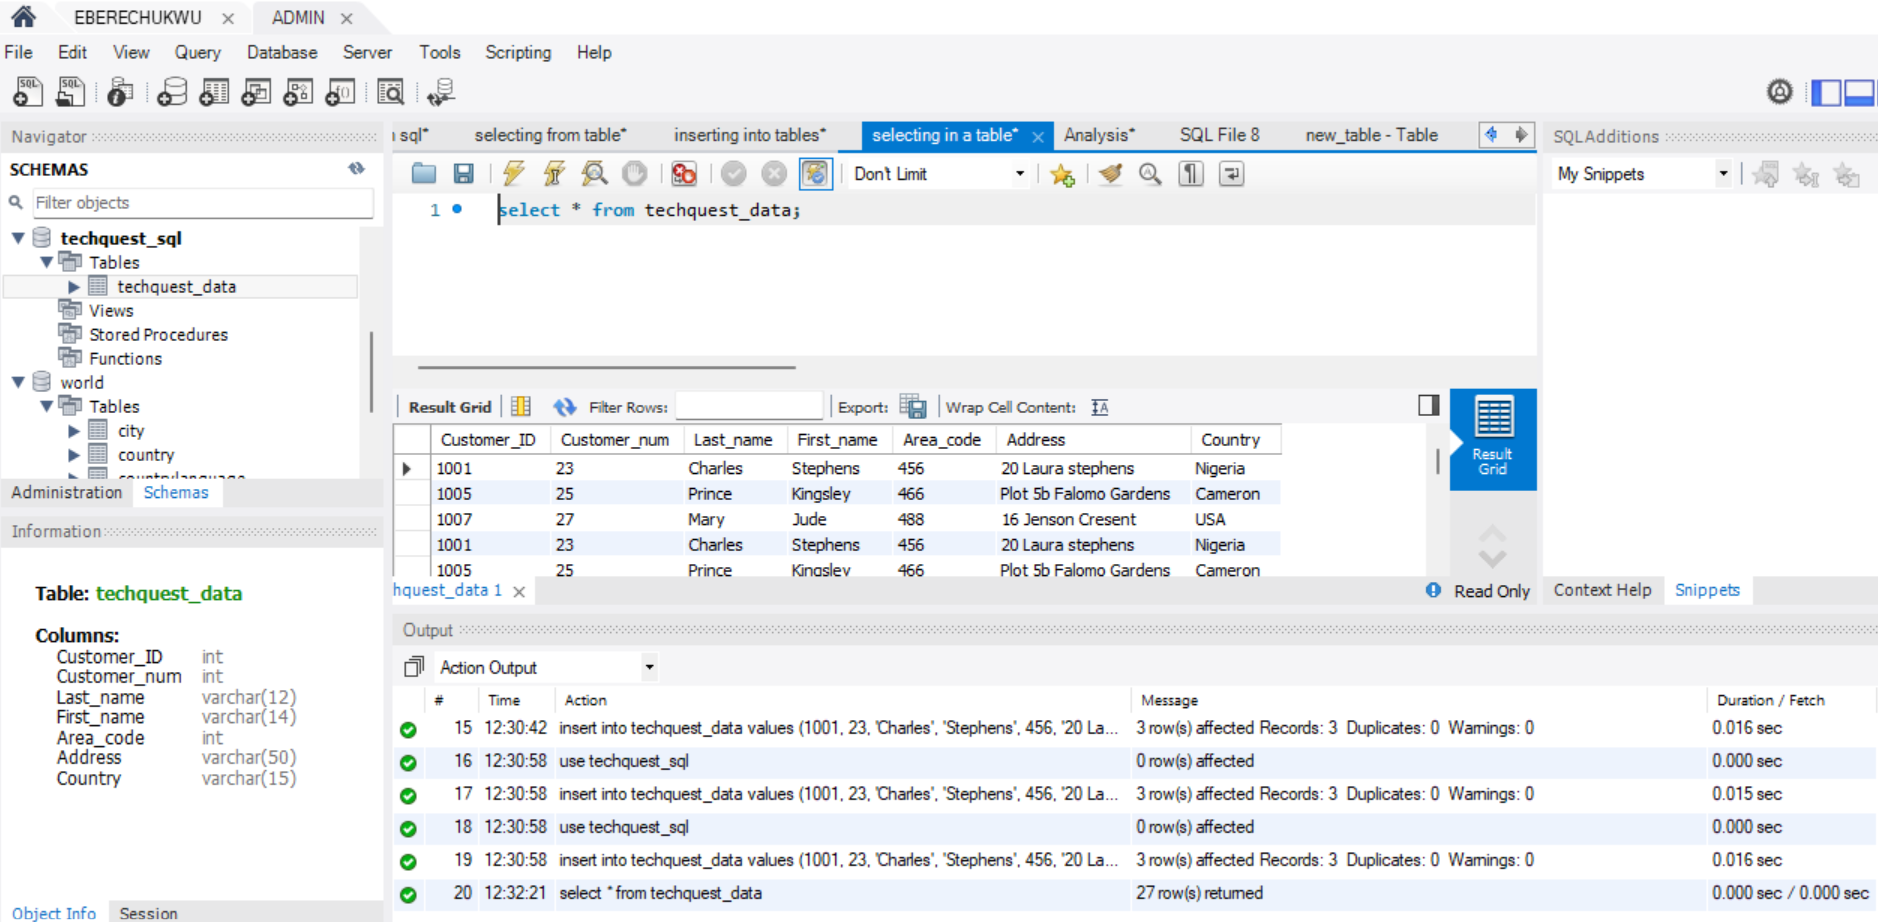 EBERECHUKWU × ADMIN ×
File Edit View Query Database Server Tools Scripting Help
Navigator
SCHEMAS
Filter objects
techquest_sql
Tables
techquest_data
Views
Stored Procedures
Functions
world
Tables
city
country
countrylanguage
Administration Schemas
Information
Table: techquest_data
Columns:
Customer_ID int
Customer_num int
Last_name varchar(12)
First_name varchar(14)
Area_code int
Address varchar(50)
Country varchar(15)
Object Info Session
sql* selecting from table* inserting into tables* selecting in a table* × Analysis* SQL File 8 new_table - Table
Don't Limit
1 select * from techquest_data;
Result Grid Filter Rows: Export: Wrap Cell Content:
Customer_ID Customer_num Last_name First_name Area_code Address Country
1001 23 Charles Stephens 456 20 Laura stephens Nigeria
1005 25 Prince Kingsley 466 Plot 5b Falomo Gardens Cameron
1007 27 Mary Jude 488 16 Jenson Cresent USA
1001 23 Charles Stephens 456 20 Laura stephens Nigeria
1005 25 Prince Kingsley 466 Plot 5b Falomo Gardens Cameron
Result
Grid
hquest_data 1 × Read Only
SQLAdditions
My Snippets
Context Help Snippets
Output
Action Output
# Time Action Message Duration / Fetch
15 12:30:42 insert into techquest_data values (1001, 23, 'Charles', 'Stephens', 456, '20 La... 3 row(s) affected Records: 3 Duplicates: 0 Warnings: 0 0.016 sec
16 12:30:58 use techquest_sql 0 row(s) affected 0.000 sec
17 12:30:58 insert into techquest_data values (1001, 23, 'Charles', 'Stephens', 456, '20 La... 3 row(s) affected Records: 3 Duplicates: 0 Warnings: 0 0.015 sec
18 12:30:58 use techquest_sql 0 row(s) affected 0.000 sec
19 12:30:58 insert into techquest_data values (1001, 23, 'Charles', 'Stephens', 456, '20 La... 3 row(s) affected Records: 3 Duplicates: 0 Warnings: 0 0.016 sec
20 12:32:21 select * from techquest_data 27 row(s) returned 0.000 sec / 0.000 sec